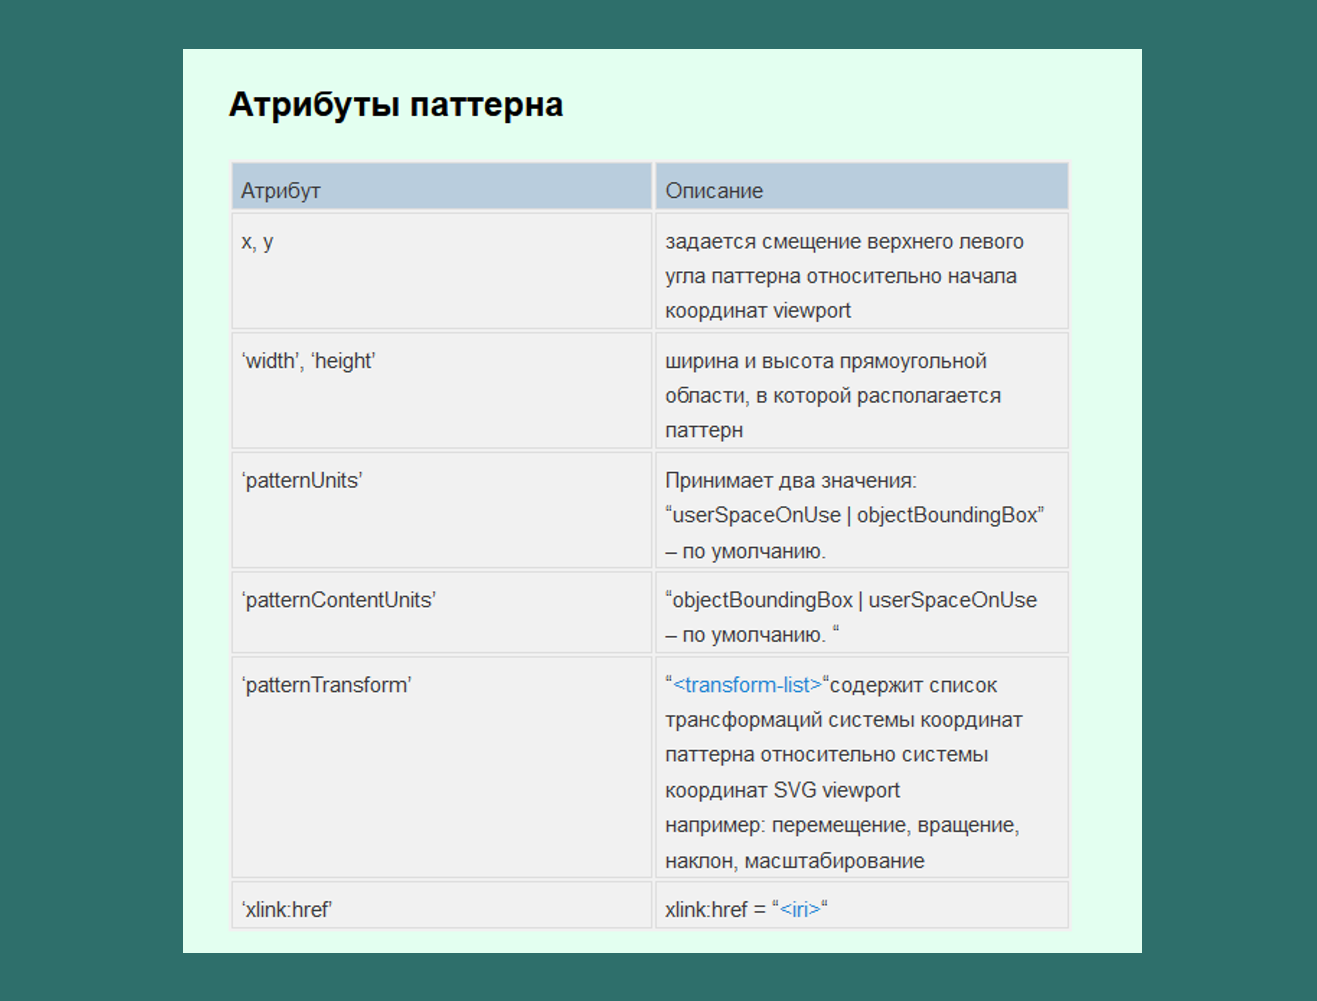 Атрибуты паттерна
Атрибут
Описание
x, y
задается смещение верхнего левого
угла паттерна относительно начала
координат viewport
‘width’, ‘height’
ширина и высота прямоугольной
области, в которой располагается
паттерн
‘patternUnits’
Принимает два значения:
“userSpaceOnUse | objectBoundingBox”
– по умолчанию.
‘patternContentUnits’
“objectBoundingBox | userSpaceOnUse
– по умолчанию. “
‘patternTransform’
“<transform-list>“содержит список
трансформаций системы координат
паттерна относительно системы
координат SVG viewport
например: перемещение, вращение,
наклон, масштабирование
‘xlink:href’
xlink:href = “<iri>“